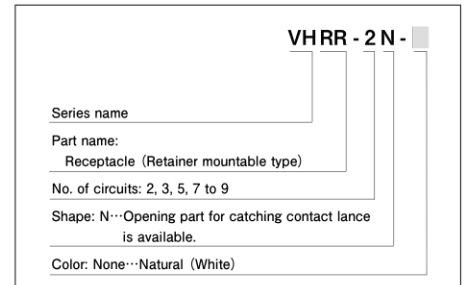 VHRR - 2 N -
Series name
Part name:
Receptacle (Retainer mountable type)
No. of circuits: 2, 3, 5, 7 to 9
Shape: N…Opening part for catching contact lance
is available.
Color: None…Natural (White)